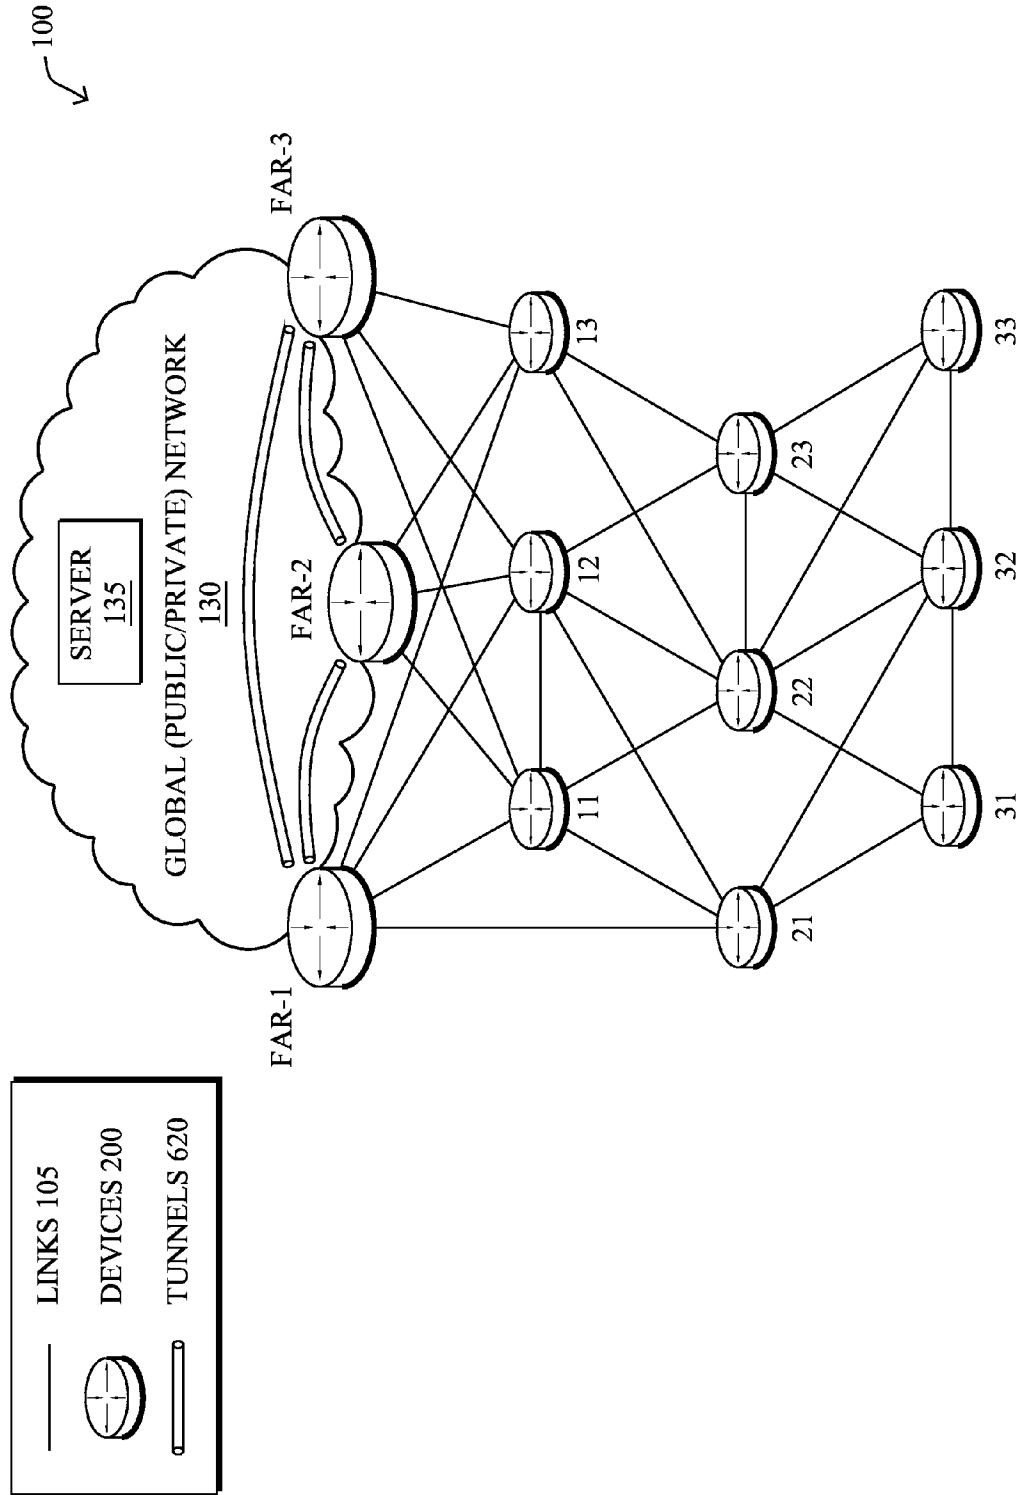 LINKS 105
DEVICES 200
TUNNELS 620
100
SERVER
135
GLOBAL (PUBLIC/PRIVATE) NETWORK
130
FAR-1
FAR-2
FAR-3
11
12
13
21
22
23
31
32
33